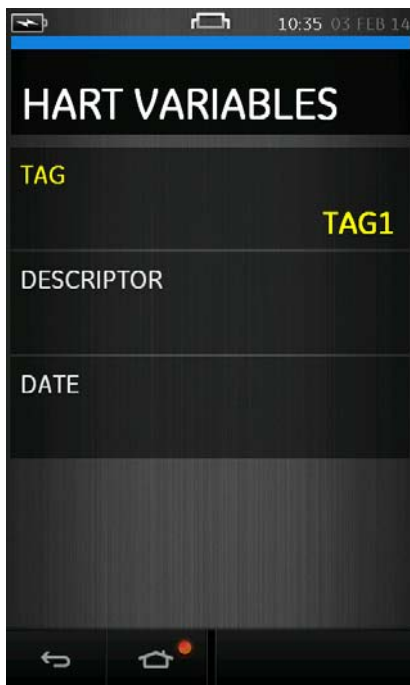 10:35 03 FEB 14
HART VARIABLES
TAG
TAG1
DESCRIPTOR
DATE